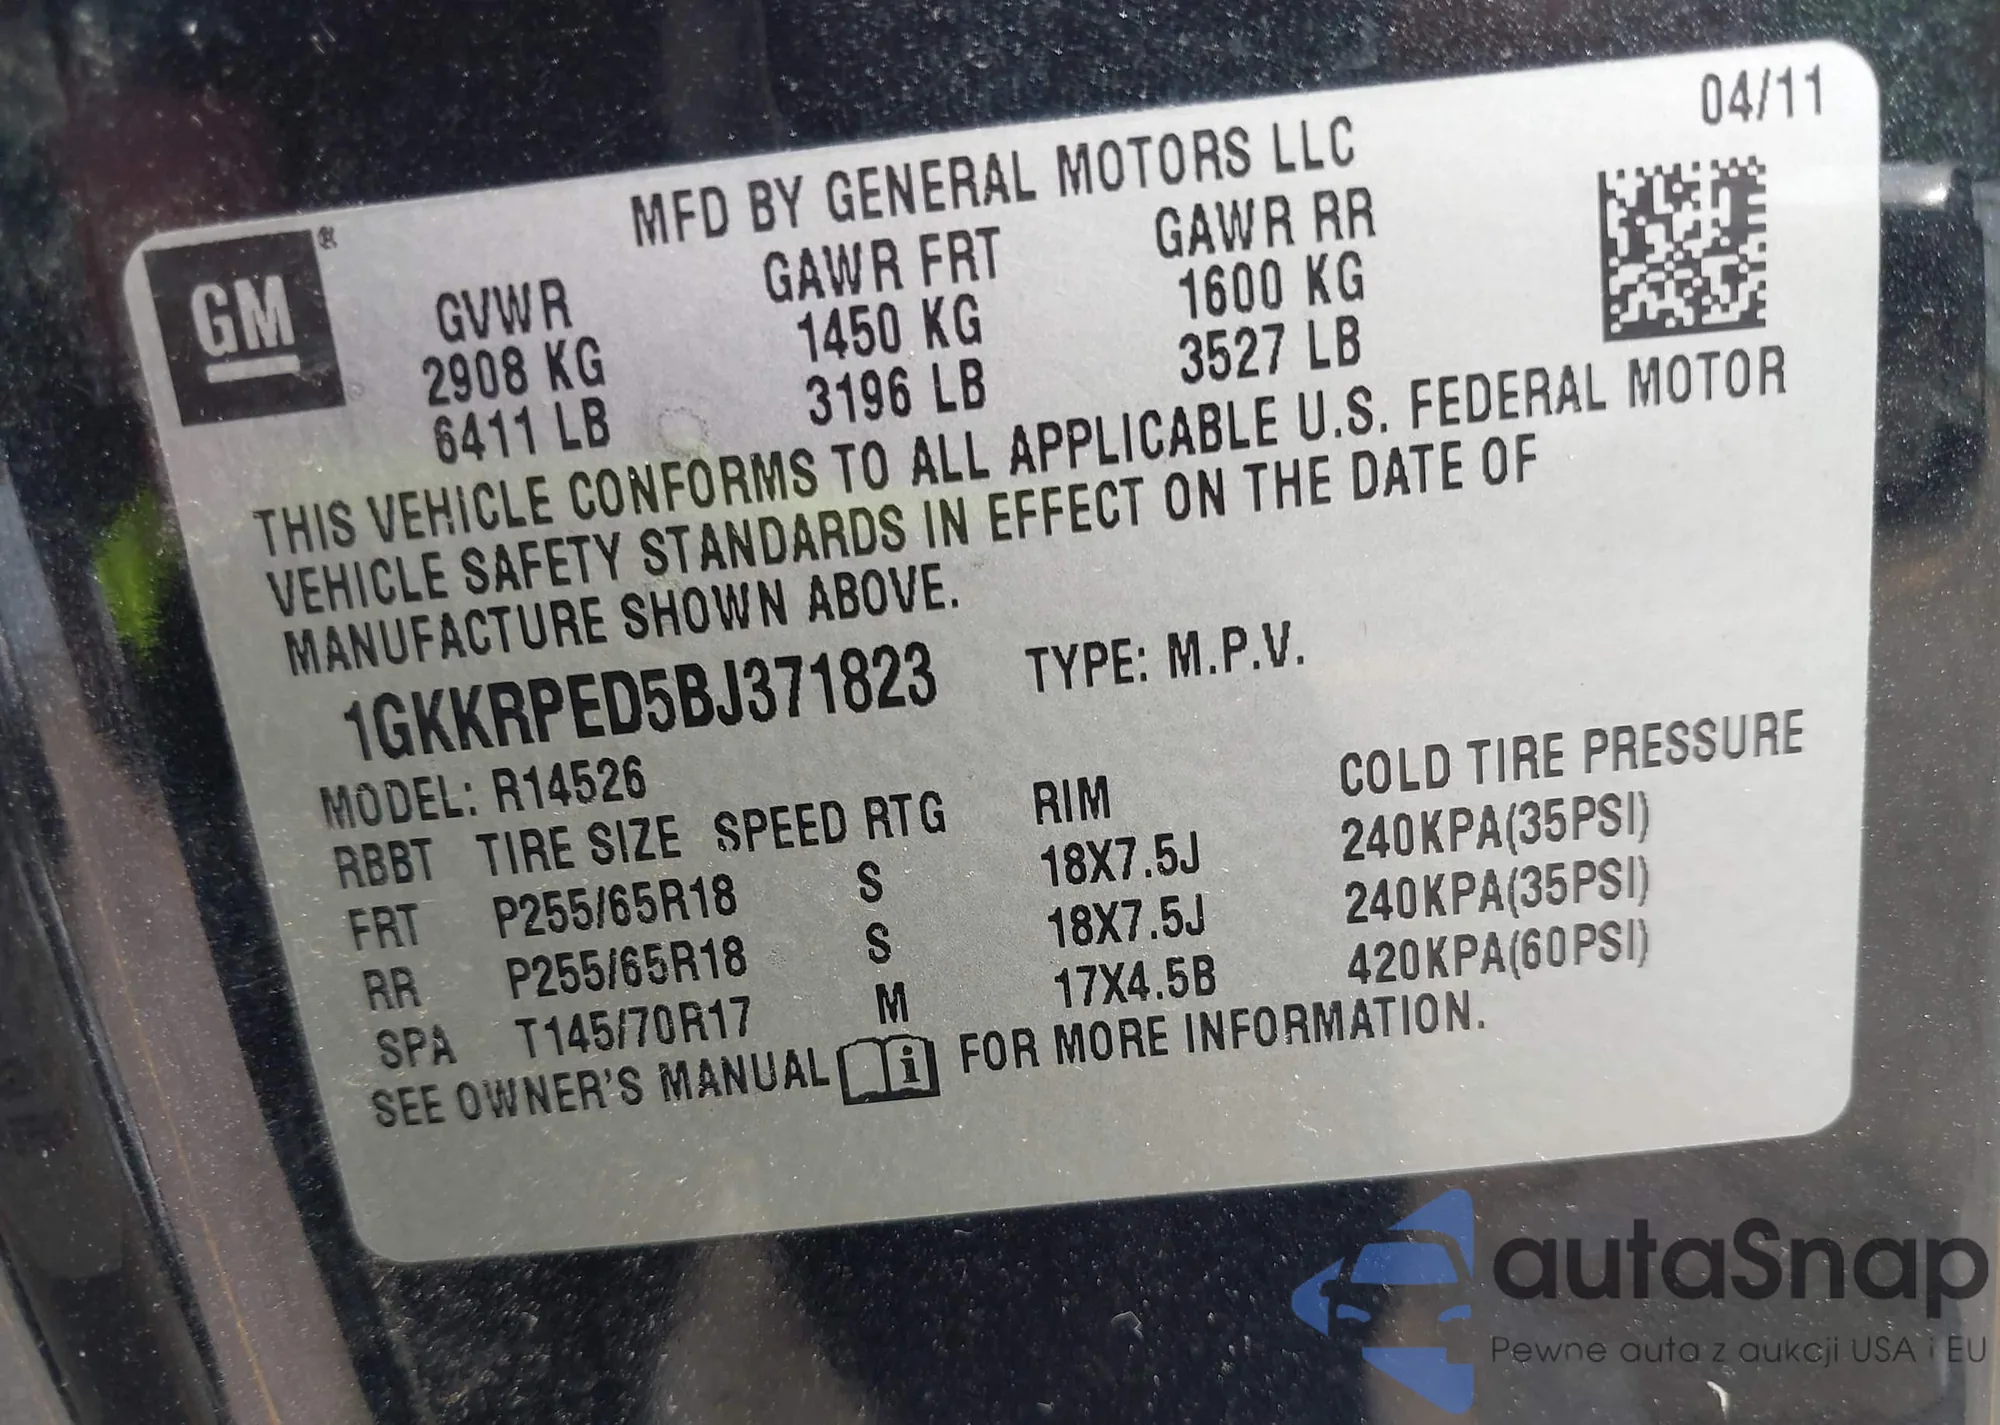 04/11
MFD BY GENERAL MOTORS LLC
GM ®
GVWR GAWR FRT GAWR RR
2908 KG 1450 KG 1600 KG
6411 LB 3196 LB 3527 LB
THIS VEHICLE CONFORMS TO ALL APPLICABLE U.S. FEDERAL MOTOR
VEHICLE SAFETY STANDARDS IN EFFECT ON THE DATE OF
MANUFACTURE SHOWN ABOVE.
1GKKRPED5BJ371823 TYPE: M.P.V.
MODEL: R14526
RBBT TIRE SIZE SPEED RTG RIM COLD TIRE PRESSURE
FRT P255/65R18 S 18X7.5J 240KPA(35PSI)
RR P255/65R18 S 18X7.5J 240KPA(35PSI)
SPA T145/70R17 M 17X4.5B 420KPA(60PSI)
SEE OWNER'S MANUAL i FOR MORE INFORMATION.
autaSnap
Pewne auta z aukcji USA i EU